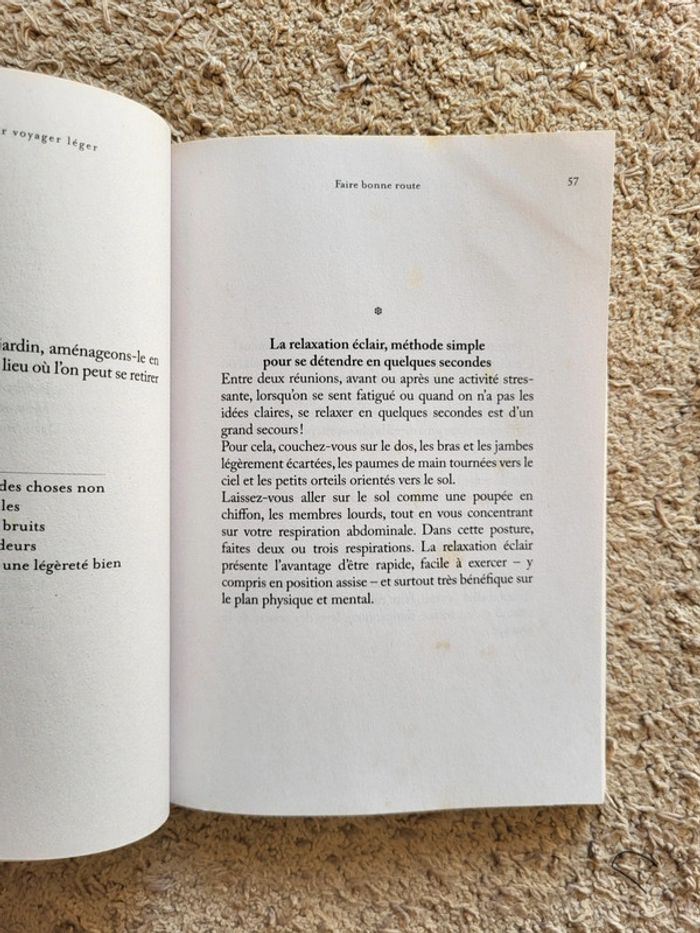 r voyager léger
jardin, aménageons-le en
lieu où l'on peut se retirer
des choses non
les
bruits
deurs
une légèreté bien
Faire bonne route
57
La relaxation éclair, méthode simple
pour se détendre en quelques secondes
Entre deux réunions, avant ou après une activité stres-
sante, lorsqu'on se sent fatigué ou quand on n'a pas les
idées claires, se relaxer en quelques secondes est d'un
grand secours !
Pour cela, couchez-vous sur le dos, les bras et les jambes
légèrement écartées, les paumes de main tournées vers le
ciel et les petits orteils orientés vers le sol.
Laissez-vous aller sur le sol comme une poupée en
chiffon, les membres lourds, tout en vous concentrant
sur votre respiration abdominale. Dans cette posture,
faites deux ou trois respirations. La relaxation éclair
présente l'avantage d'être rapide, facile à exercer – y
compris en position assise – et surtout très bénéfique sur
le plan physique et mental.